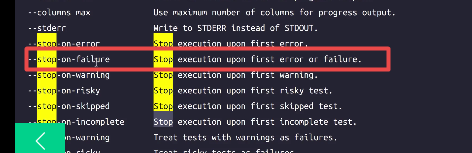 --columns max Use maximum number of columns for progress output.
--stderr Write to STDERR instead of STDOUT.
--stop-on-error Stop execution upon first error.
--stop-on-failure Stop execution upon first error or failure.
--stop-on-warning Stop execution upon first warning.
--stop-on-risky Stop execution upon first risky test.
--stop-on-skipped Stop execution upon first skipped test.
--stop-on-incomplete Stop execution upon first incomplete test.
-on-warning Treat tests with warnings as failures.
-on-risky Treat risky tests as failures.